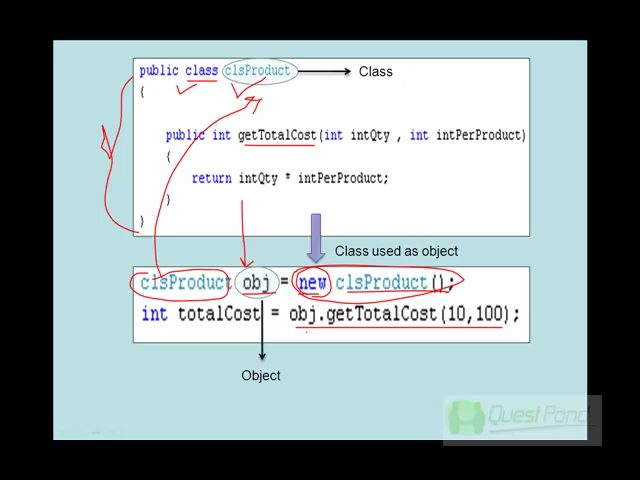 public class clsProduct
Class
{
public int getTotalCost(int intQty , int intPerProduct)
{
return intQty * intPerProduct;
}
}
Class used as object
clsProduct obj = new clsProduct();
int totalCost = obj.getTotalCost(10,100);
Object
QuestPond